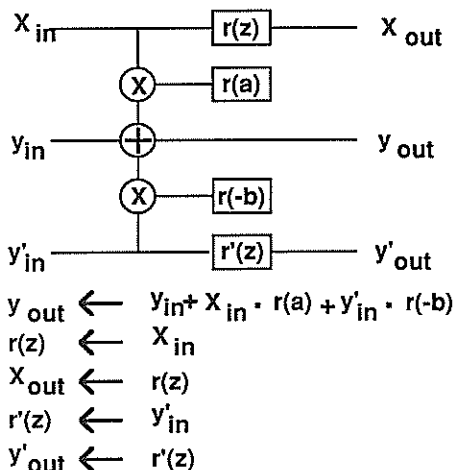 X in r(z) X out
X r(a)
y in + y out
X r(-b)
y' in r'(z) y' out
y out ← y in + X in · r(a) + y' in · r(-b)
r(z) ← X in
X out ← r(z)
r'(z) ← y' in
y' out ← r'(z)